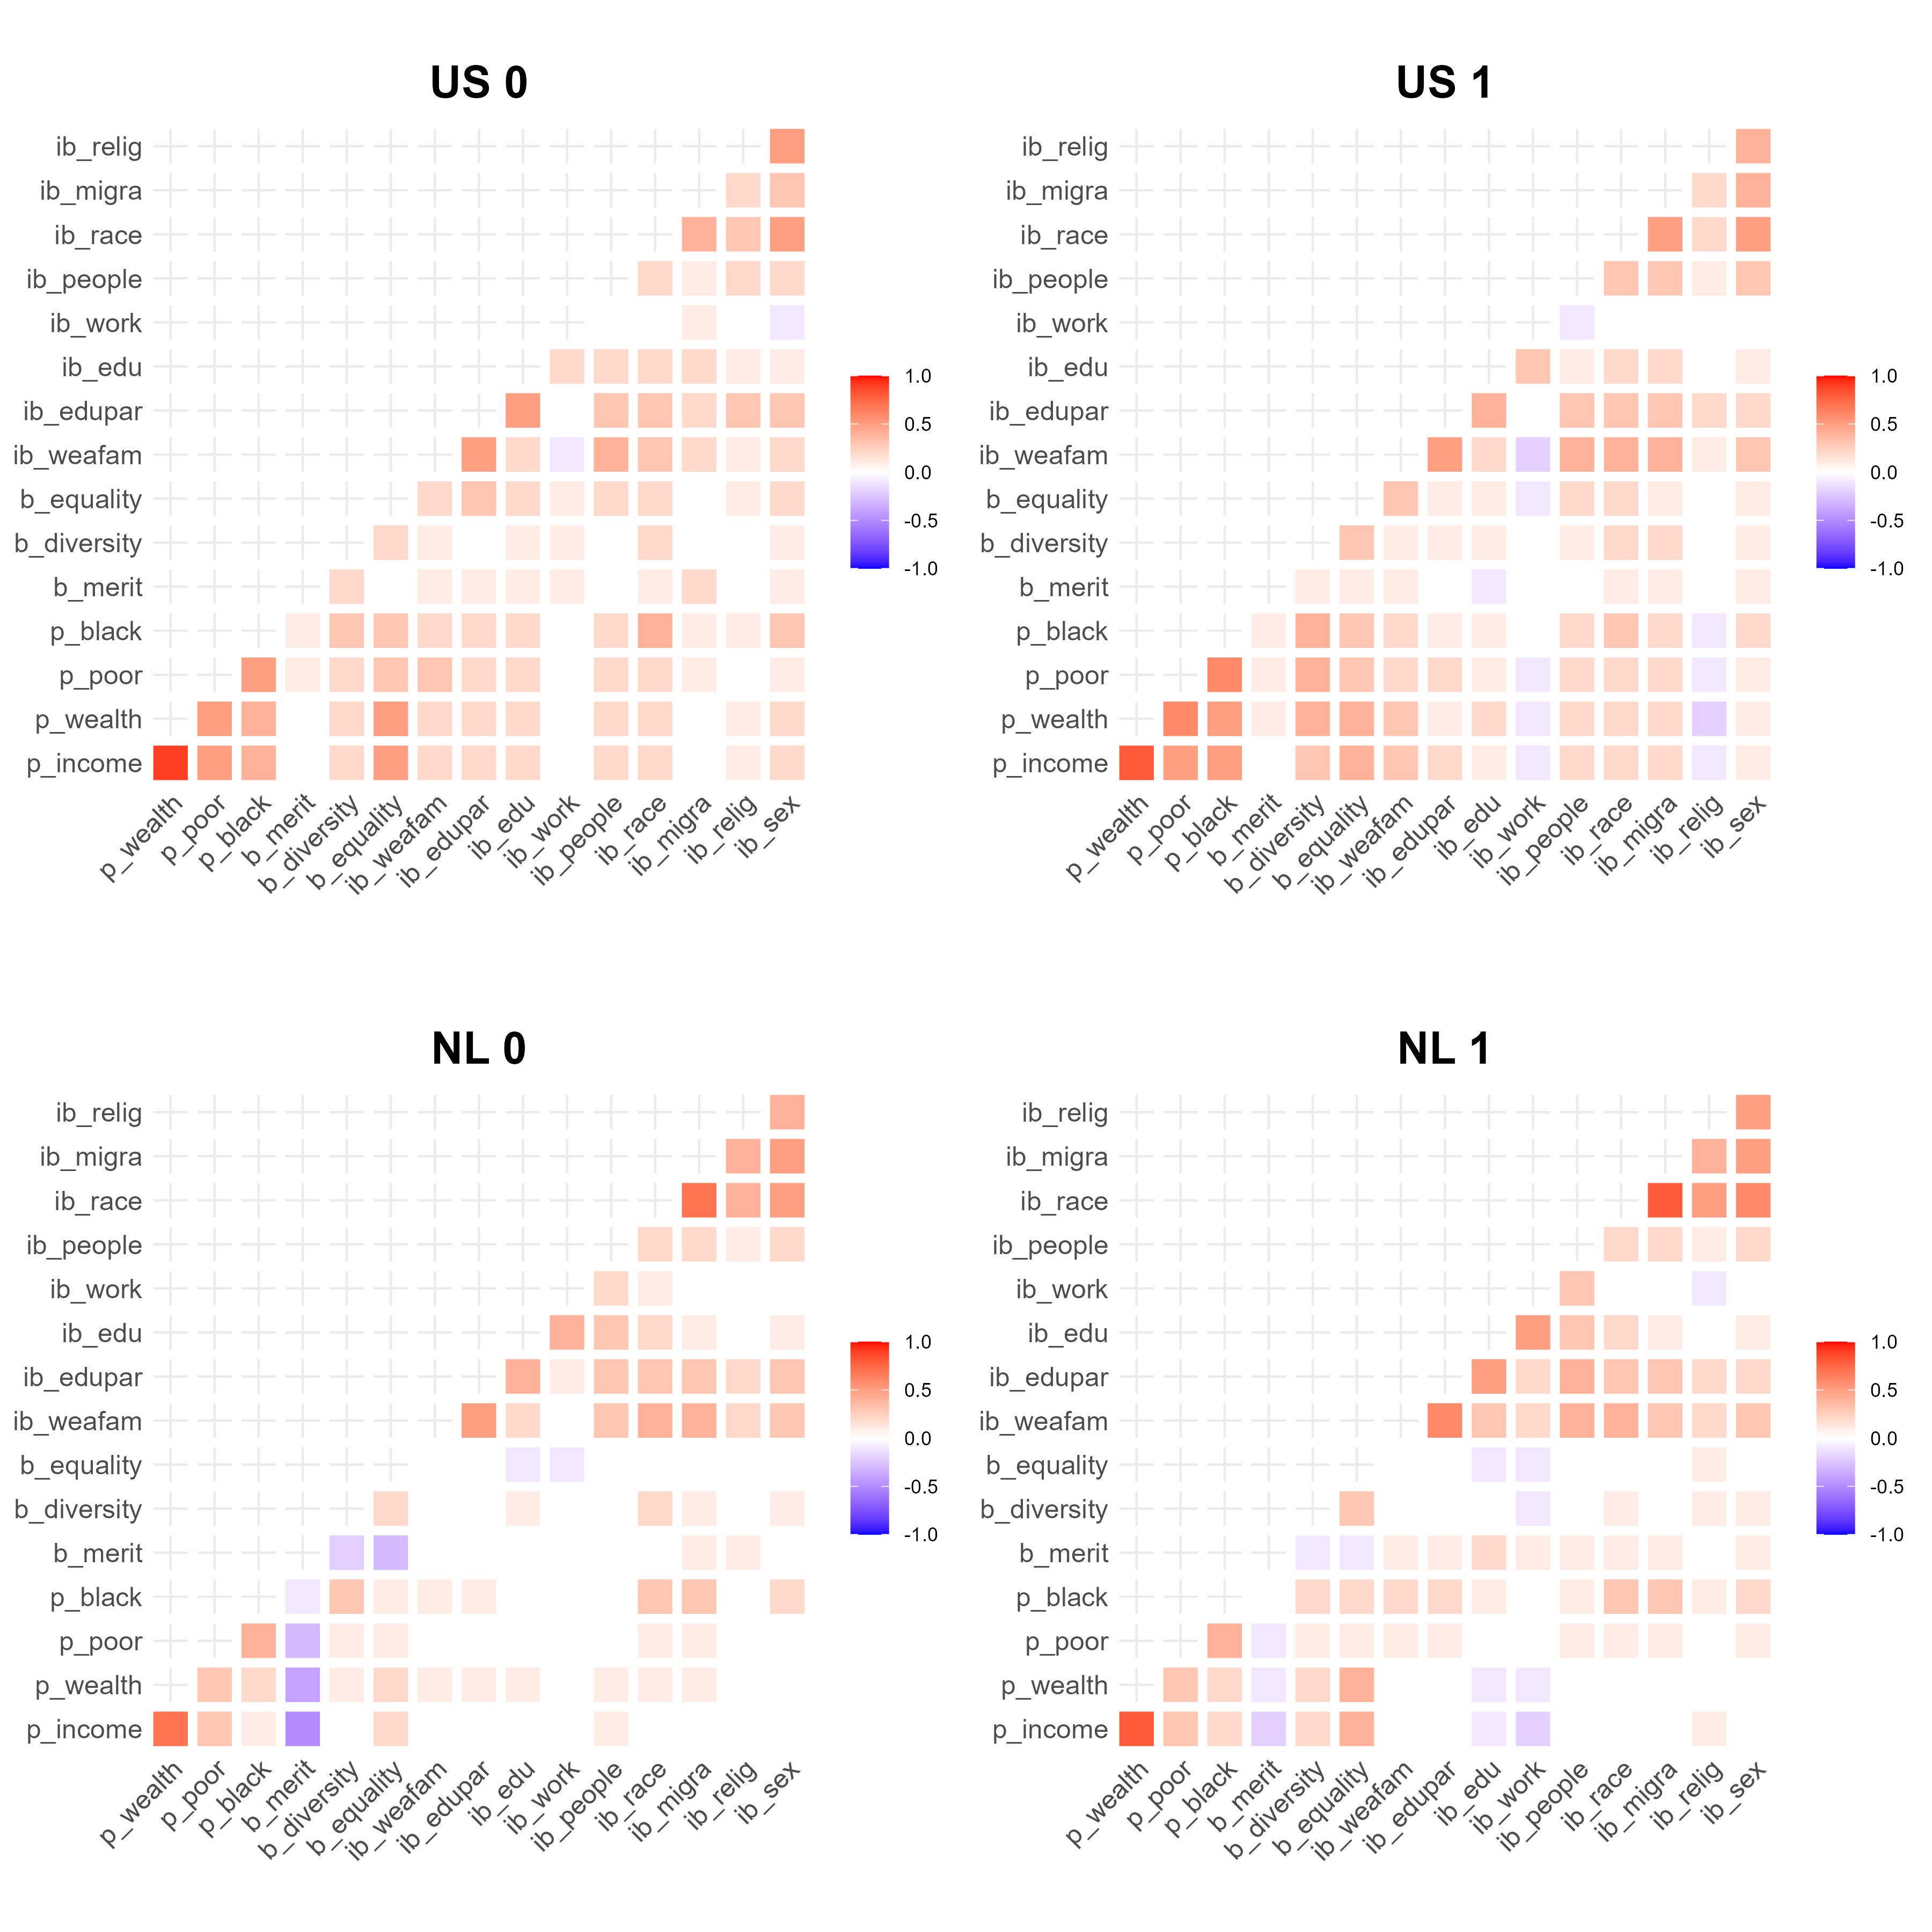 US 0
ib_relig
ib_migra
ib_race
ib_people
ib_work
ib_edu
ib_edupar
ib_weafam
b_equality
b_diversity
b_merit
p_black
p_poor
p_wealth
p_income
p_wealth
p_poor
p_black
b_merit
b_diversity
b_equality
ib_weafam
ib_edupar
ib_edu
ib_work
ib_people
ib_race
ib_migra
ib_relig
ib_sex
1.0
0.5
0.0
-0.5
-1.0
US 1
ib_relig
ib_migra
ib_race
ib_people
ib_work
ib_edu
ib_edupar
ib_weafam
b_equality
b_diversity
b_merit
p_black
p_poor
p_wealth
p_income
p_wealth
p_poor
p_black
b_merit
b_diversity
b_equality
ib_weafam
ib_edupar
ib_edu
ib_work
ib_people
ib_race
ib_migra
ib_relig
ib_sex
1.0
0.5
0.0
-0.5
-1.0
NL 0
ib_relig
ib_migra
ib_race
ib_people
ib_work
ib_edu
ib_edupar
ib_weafam
b_equality
b_diversity
b_merit
p_black
p_poor
p_wealth
p_income
p_wealth
p_poor
p_black
b_merit
b_diversity
b_equality
ib_weafam
ib_edupar
ib_edu
ib_work
ib_people
ib_race
ib_migra
ib_relig
ib_sex
1.0
0.5
0.0
-0.5
-1.0
NL 1
ib_relig
ib_migra
ib_race
ib_people
ib_work
ib_edu
ib_edupar
ib_weafam
b_equality
b_diversity
b_merit
p_black
p_poor
p_wealth
p_income
p_wealth
p_poor
p_black
b_merit
b_diversity
b_equality
ib_weafam
ib_edupar
ib_edu
ib_work
ib_people
ib_race
ib_migra
ib_relig
ib_sex
1.0
0.5
0.0
-0.5
-1.0